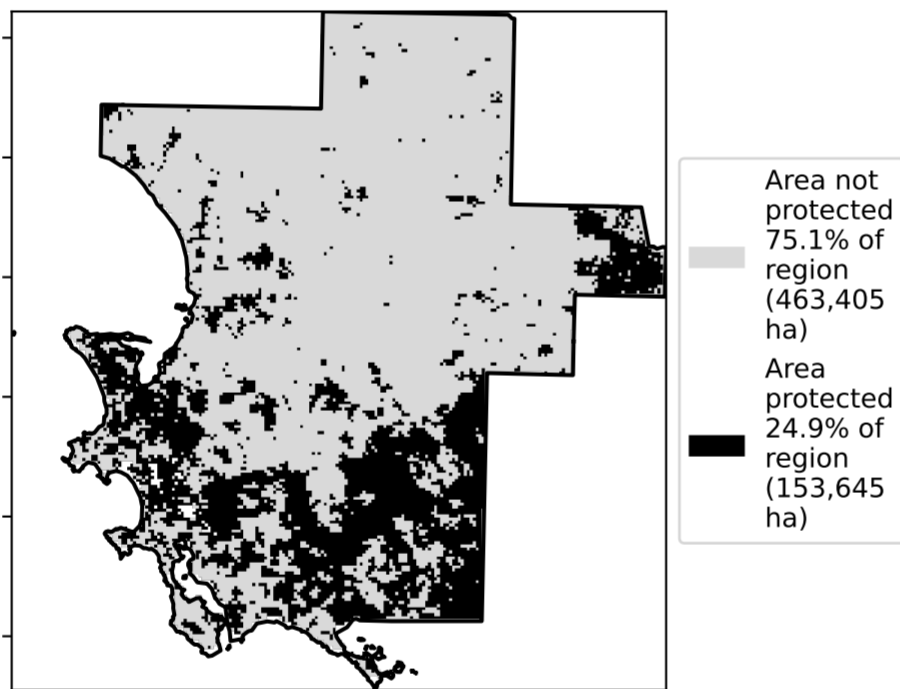 Area not
protected
75.1% of
region
(463,405
ha)
Area
protected
24.9% of
region
(153,645
ha)